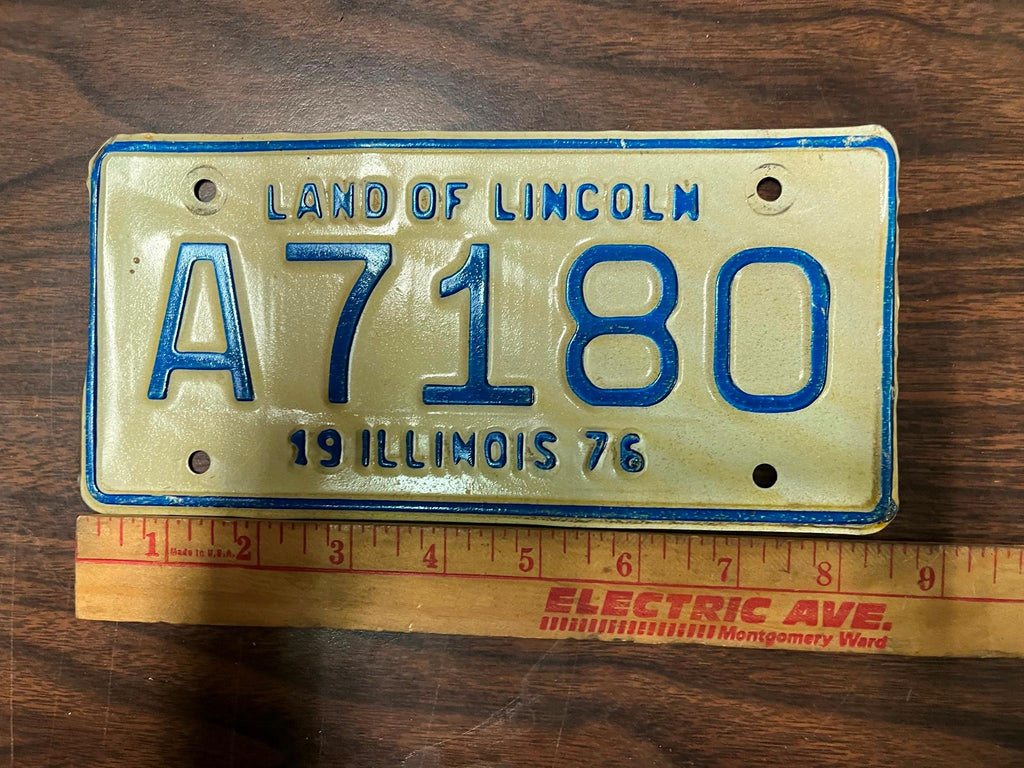 LAND OF LINCOLN
A7180
19 ILLINOIS 76
1 2 3 4 5 6 7 8 9
Made in U.S.A.
ELECTRIC AVE.
Montgomery Ward